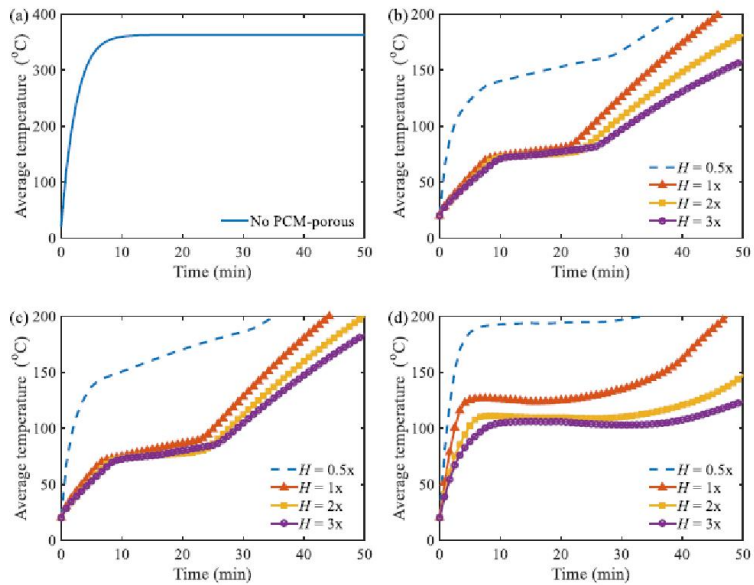 (a)
400
300
200
100
0
Average temperature (°C)
No PCM-porous
0 10 20 30 40 50
Time (min)
(b)
200
150
100
50
0
Average temperature (°C)
H = 0.5x
H = 1x
H = 2x
H = 3x
0 10 20 30 40 50
Time (min)
(c)
200
150
100
50
0
Average temperature (°C)
H = 0.5x
H = 1x
H = 2x
H = 3x
0 10 20 30 40 50
Time (min)
(d)
200
150
100
50
0
Average temperature (°C)
H = 0.5x
H = 1x
H = 2x
H = 3x
0 10 20 30 40 50
Time (min)